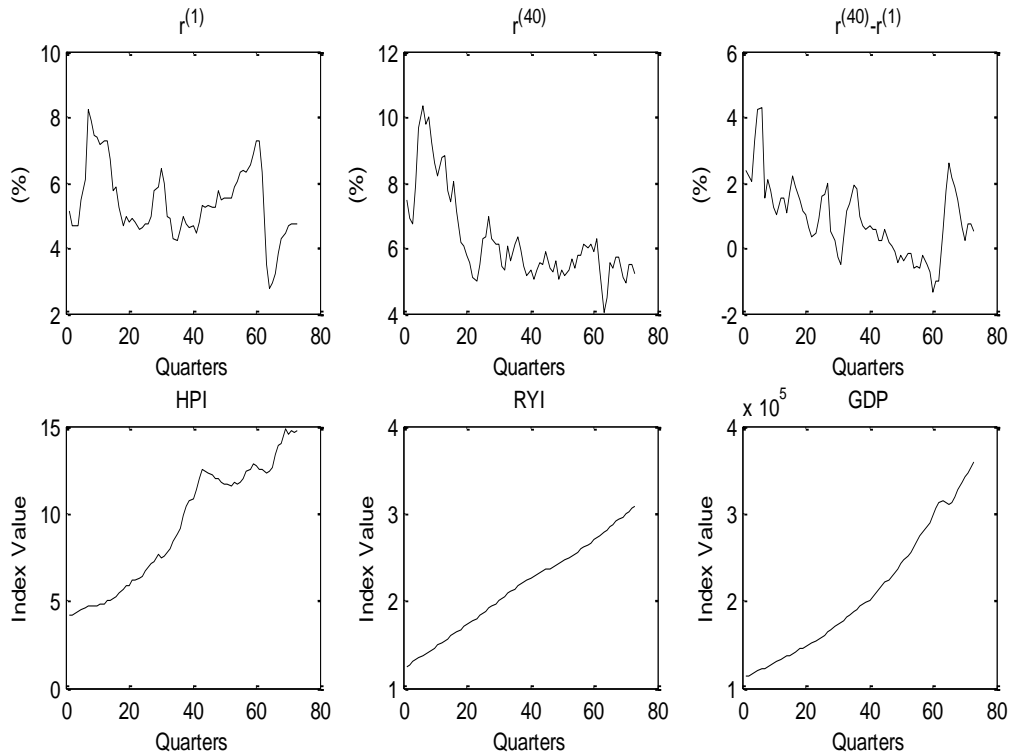 r^(1) r^(40) r^(40)-r^(1)
10 12 6
8 10 4
6 8 2
4 6 0
2 4 -2
(%) (%) (%)
0 20 40 60 80 0 20 40 60 80 0 20 40 60 80
Quarters Quarters Quarters
HPI RYI x 10^5 GDP
15 4 4
10 3 3
5 2 2
0 1 1
Index Value Index Value Index Value
0 20 40 60 80 0 20 40 60 80 0 20 40 60 80
Quarters Quarters Quarters